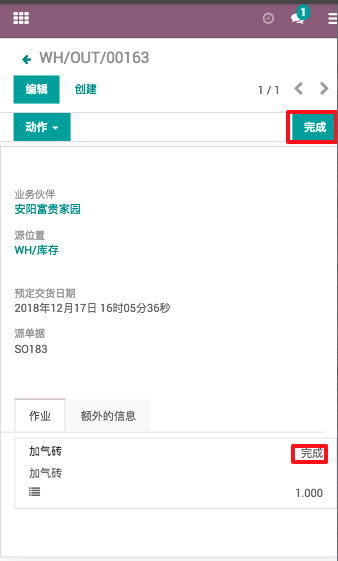 1
WH/OUT/00163
编辑 创建 1 / 1
动作 完成
业务伙伴
安阳富贵家园
源位置
WH/库存
预定交货日期
2018年12月17日 16时05分36秒
源单据
SO183
作业 额外的信息
加气砖 完成
加气砖
1.000